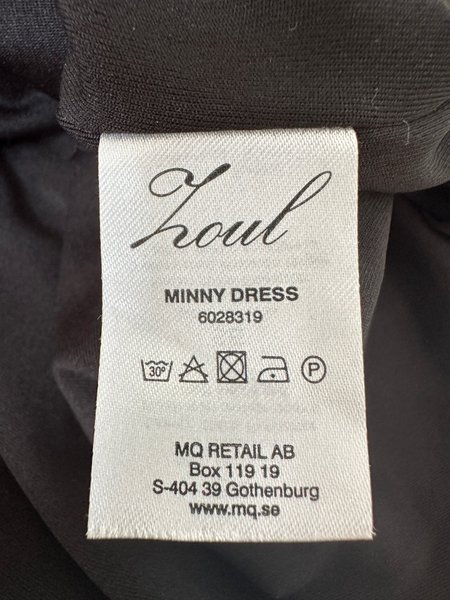 Zoul
MINNY DRESS
6028319
30°
P
MQ RETAIL AB
Box 119 19
S-404 39 Gothenburg
www.mq.se